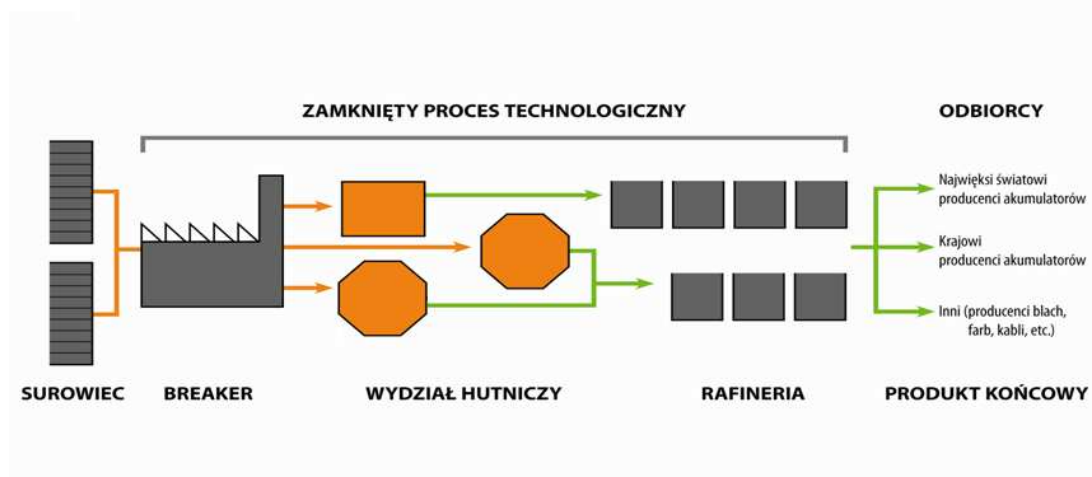 ZAMKNIĘTY PROCES TECHNOLOGICZNY
ODBIORCY
Najwięksi światowi
producenci akumulatorów
Krajowi
producenci akumulatorów
Inni (producenci blach,
farb, kabli, etc.)
SUROWIEC
BREAKER
WYDZIAŁ HUTNICZY
RAFINERIA
PRODUKT KOŃCOWY